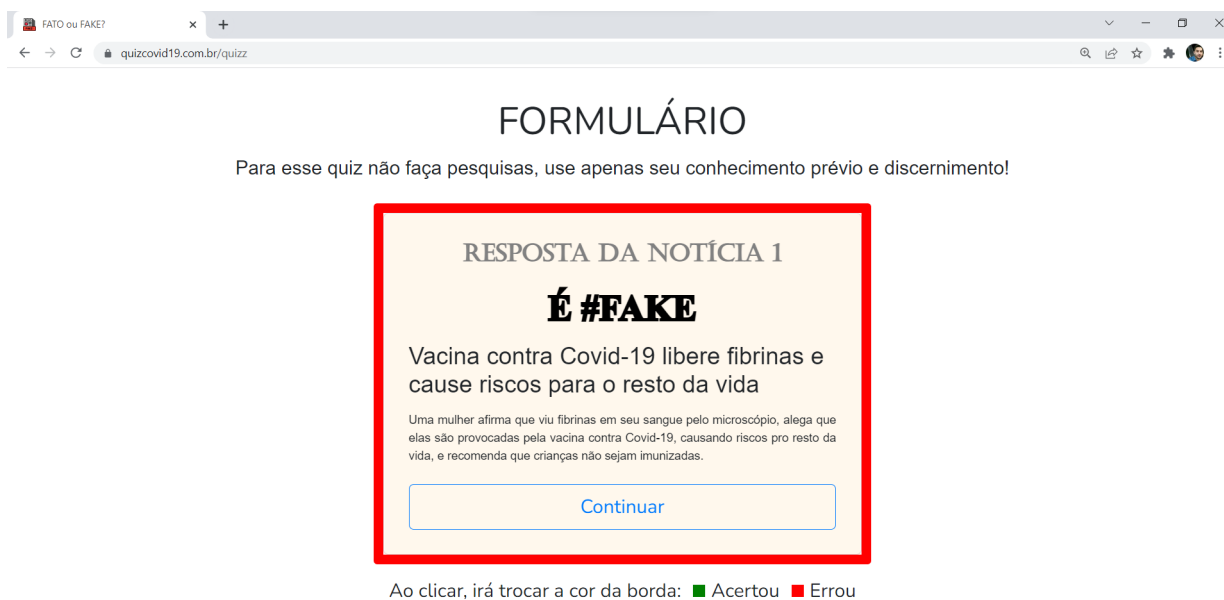 FATO ou FAKE?
quizcovid19.com.br/quizz
FORMULÁRIO
Para esse quiz não faça pesquisas, use apenas seu conhecimento prévio e discernimento!
RESPOSTA DA NOTÍCIA 1
É #FAKE
Vacina contra Covid-19 libere fibrinas e
cause riscos para o resto da vida
Uma mulher afirma que viu fibrinas em seu sangue pelo microscópio, alega que
elas são provocadas pela vacina contra Covid-19, causando riscos pro resto da
vida, e recomenda que crianças não sejam imunizadas.
Continuar
Ao clicar, irá trocar a cor da borda: Acertou Errou